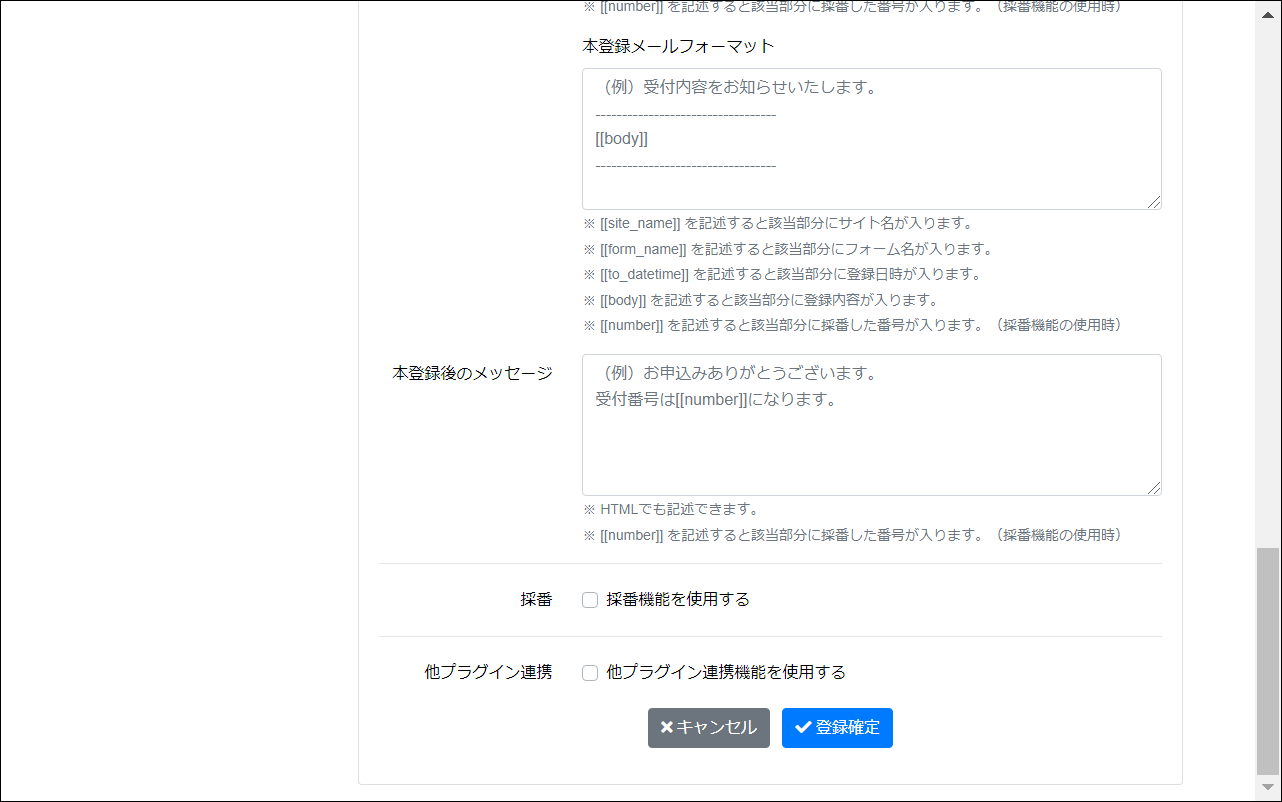 ※ [[number]] を記述すると該当部分に採番した番号が入ります。（採番機能の使用時）
本登録メールフォーマット
（例）受付内容をお知らせいたします。
----------------------------------
[[body]]
----------------------------------
※ [[site_name]] を記述すると該当部分にサイト名が入ります。
※ [[form_name]] を記述すると該当部分にフォーム名が入ります。
※ [[to_datetime]] を記述すると該当部分に登録日時が入ります。
※ [[body]] を記述すると該当部分に登録内容が入ります。
※ [[number]] を記述すると該当部分に採番した番号が入ります。（採番機能の使用時）
本登録後のメッセージ
（例）お申込みありがとうございます。
受付番号は[[number]]になります。
※ HTMLでも記述できます。
※ [[number]] を記述すると該当部分に採番した番号が入ります。（採番機能の使用時）
採番
採番機能を使用する
他プラグイン連携
他プラグイン連携機能を使用する
キャンセル
登録確定